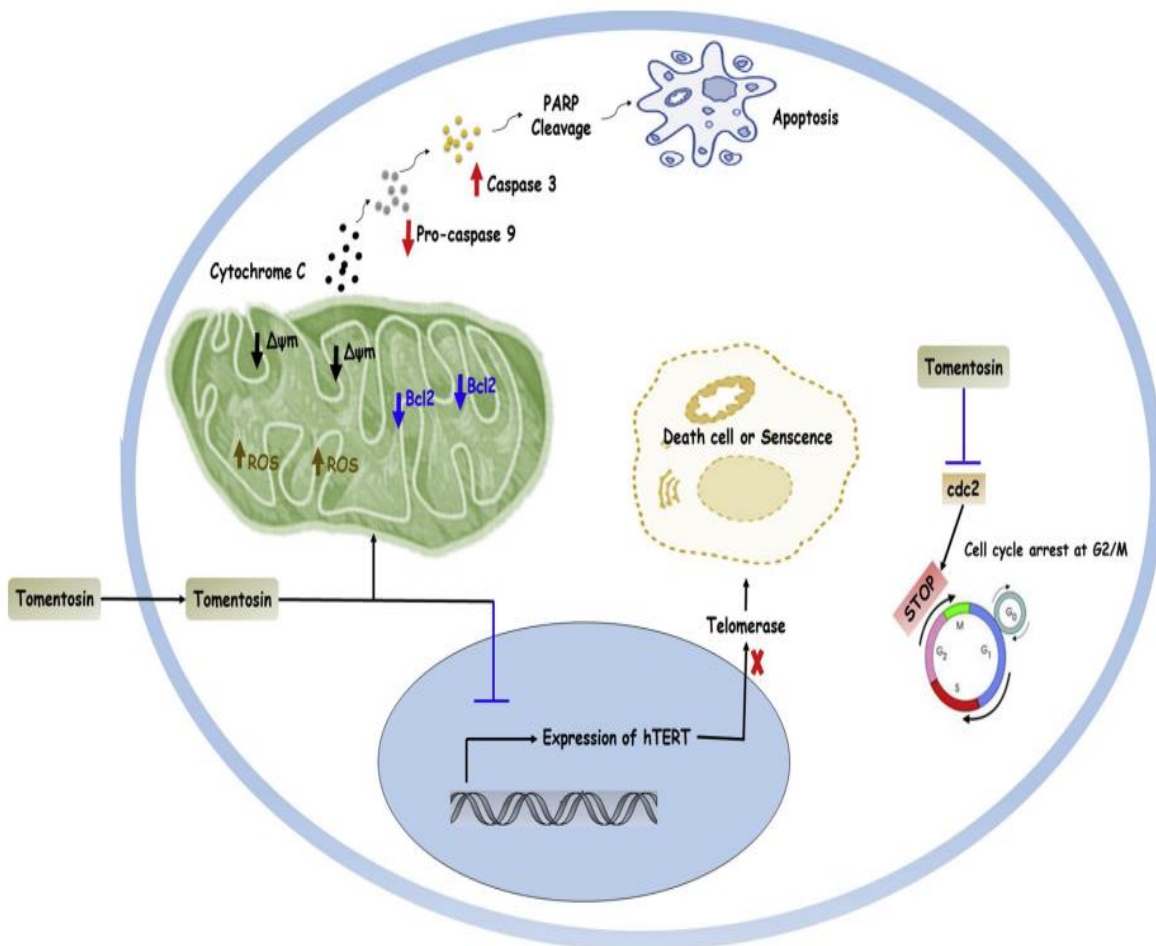 PARP
Cleavage
Apoptosis
Caspase 3
Pro-caspase 9
Cytochrome C
Δψm
Δψm
Bcl2
Bcl2
ROS
ROS
Tomentosin
Tomentosin
Death cell or Senscence
Tomentosin
cdc2
Cell cycle arrest at G2/M
STOP
G0
M
G2
G1
S
Telomerase
X
Expression of hTERT